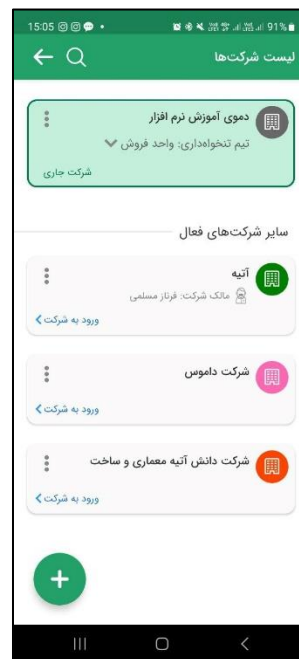 15:05 91%
لیست شرکت‌ها
دموی آموزش نرم افزار
تیم تنخواه‌داری: واحد فروش
شرکت جاری
سایر شرکت‌های فعال
آتیه
مالک شرکت: فرناز مسلمی
ورود به شرکت
شرکت داموس
ورود به شرکت
شرکت دانش آتیه معماری و ساخت
ورود به شرکت